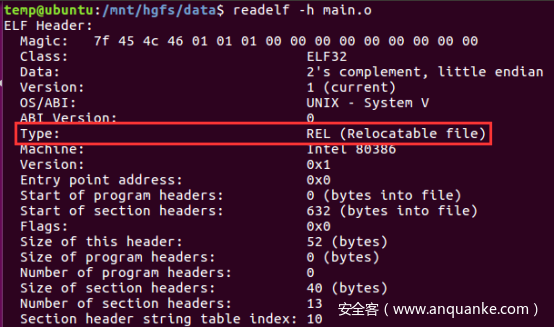 temp@ubuntu:/mnt/hgfs/data$ readelf -h main.o
ELF Header:
Magic: 7f 45 4c 46 01 01 01 00 00 00 00 00 00 00 00 00
Class: ELF32
Data: 2's complement, little endian
Version: 1 (current)
OS/ABI: UNIX - System V
ABI Version: 0
Type: REL (Relocatable file)
Machine: Intel 80386
Version: 0x1
Entry point address: 0x0
Start of program headers: 0 (bytes into file)
Start of section headers: 632 (bytes into file)
Flags: 0x0
Size of this header: 52 (bytes)
Size of program headers: 0 (bytes)
Number of program headers: 0
Size of section headers: 40 (bytes)
Number of section headers: 13
Section header string table index: 10
安全客（www.anquanke.com）